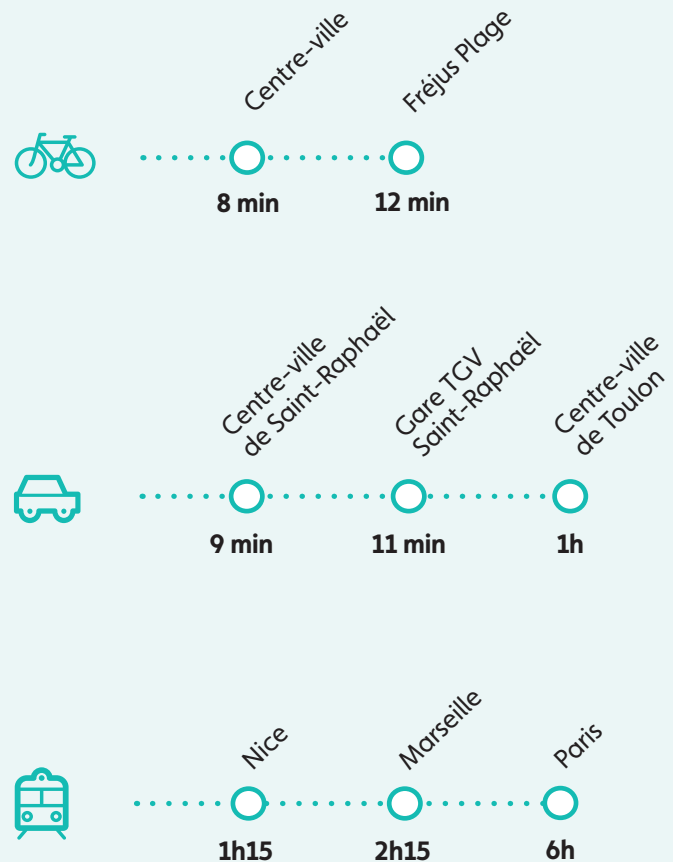 Centre-ville
Fréjus Plage
8 min
12 min
Centre-ville
de Saint-Raphaël
Gare TGV
Saint-Raphaël
Centre-ville
de Toulon
9 min
11 min
1h
Nice
Marseille
Paris
1h15
2h15
6h